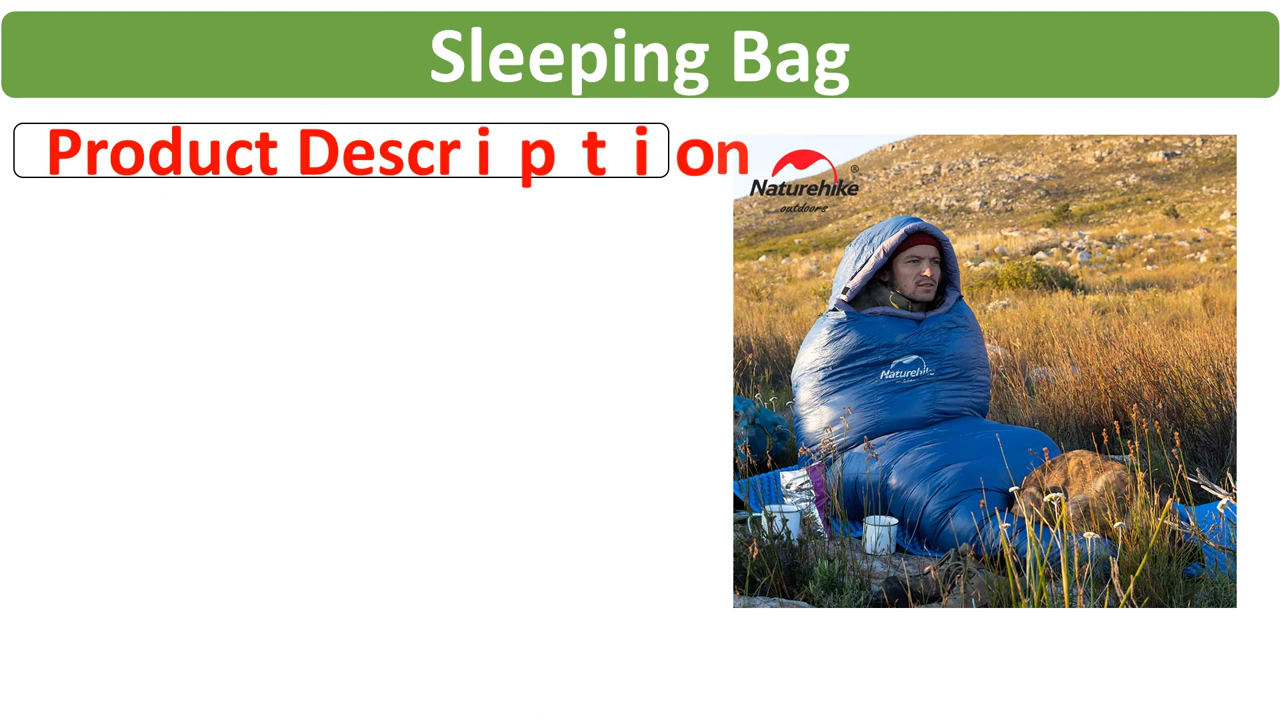 Sleeping Bag
Product Description
Naturehike®
outdoors
Naturehike